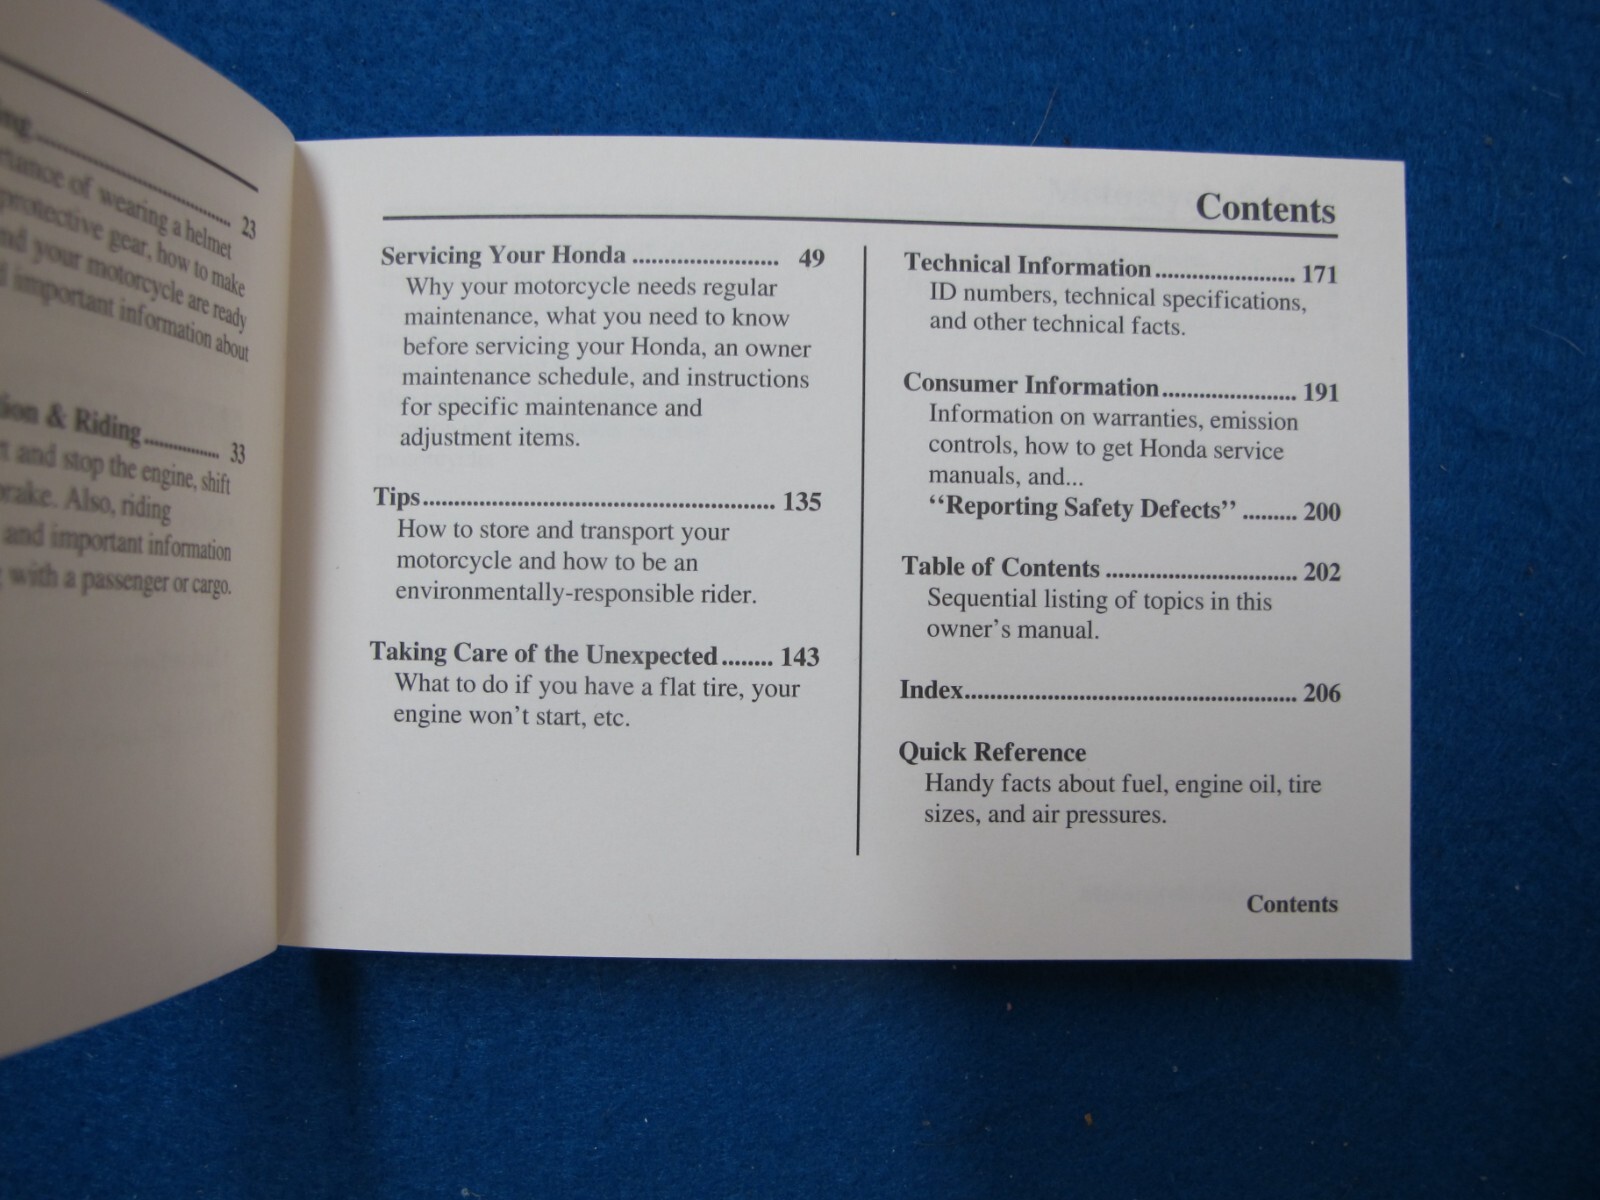 23
of wearing a helmet
protective gear, how to make
your motorcycle are ready
important information about
& Riding............... 33
and stop the engine, shift
Also, riding
and important information
with a passenger or cargo.
Contents
Servicing Your Honda ....................... 49
Why your motorcycle needs regular
maintenance, what you need to know
before servicing your Honda, an owner
maintenance schedule, and instructions
for specific maintenance and
adjustment items.
Tips........................................................ 135
How to store and transport your
motorcycle and how to be an
environmentally-responsible rider.
Taking Care of the Unexpected........ 143
What to do if you have a flat tire, your
engine won't start, etc.
Technical Information...................... 171
ID numbers, technical specifications,
and other technical facts.
Consumer Information..................... 191
Information on warranties, emission
controls, how to get Honda service
manuals, and...
“Reporting Safety Defects” ......... 200
Table of Contents .............................. 202
Sequential listing of topics in this
owner's manual.
Index.................................................... 206
Quick Reference
Handy facts about fuel, engine oil, tire
sizes, and air pressures.
Contents